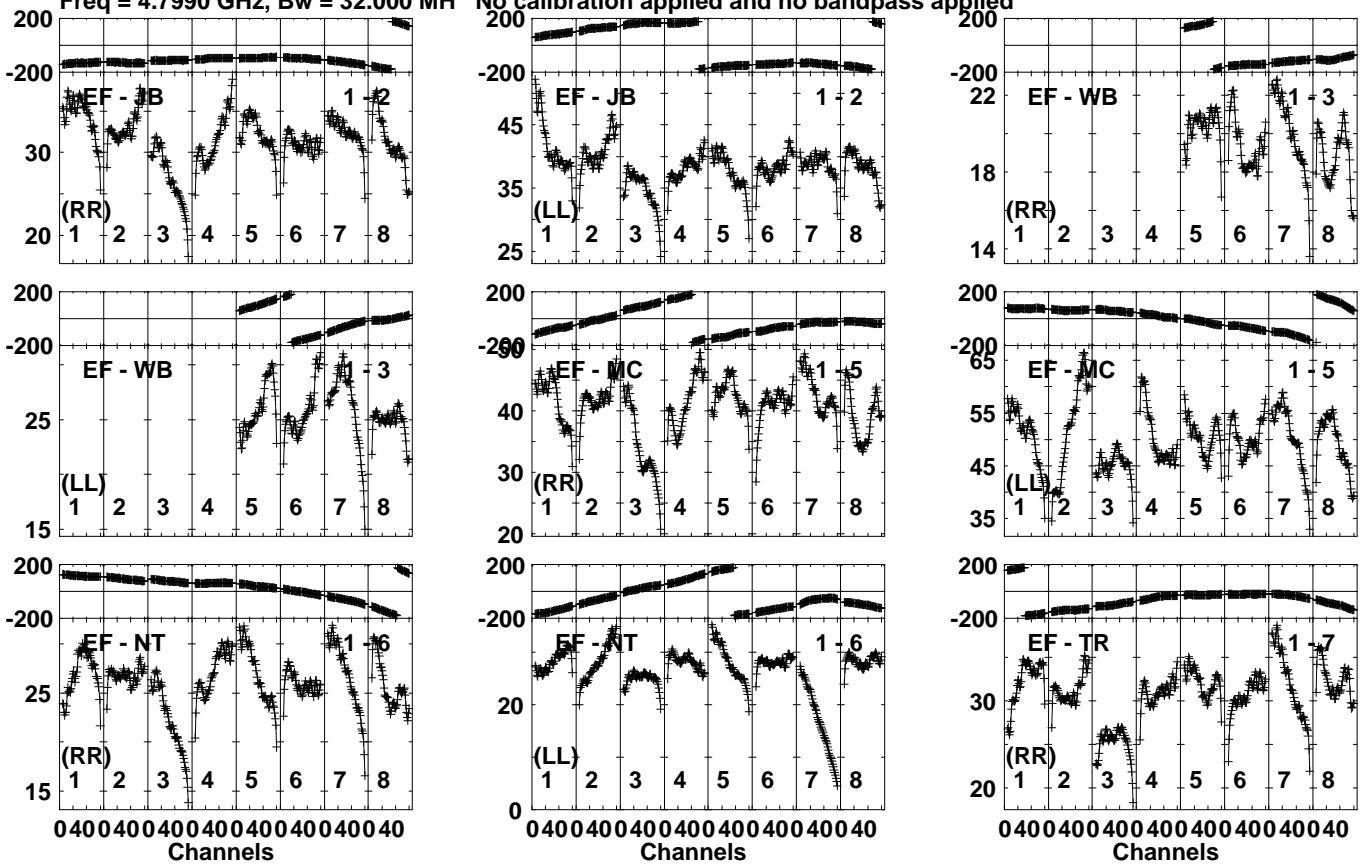 Freq = 4.7990 GHz, Bw = 32.000 MH No calibration applied and no bandpass applied
200 200 200
-200 -200 -200
EF - JB 1 - 2 EF - JB 1 - 2 EF - WB 1 - 3
22
45
30 18
35
(RR) (LL) (RR)
20 25 14
1 2 3 4 5 6 7 8 1 2 3 4 5 6 7 8 1 2 3 4 5 6 7 8
200 200 200
-200 -200 -200
50 65
EF - WB 1 - 3 EF - MC 1 - 5 EF - MC 1 - 5
25 40 55
30 45
(LL) (RR) (LL)
1 2 3 4 5 6 7 8 1 2 3 4 5 6 7 8 1 2 3 4 5 6 7 8
15 20 35
200 200 200
-200 -200 -200
EF - NT 1 - 6 EF - NT 1 - 6 EF - TR 1 - 7
25 20 30
(RR) (LL) (RR)
1 2 3 4 5 6 7 8 1 2 3 4 5 6 7 8 1 2 3 4 5 6 7 8
15 0 20
0 40 0 40 0 40 0 40 0 40 0 40 0 40 0 40 0 40 0 40 0 40 0 40 0 40 0 40 0 40 0 40 0 40 0 40 0 40 0 40 0 40 0 40 0 40 0 40
Channels Channels Channels